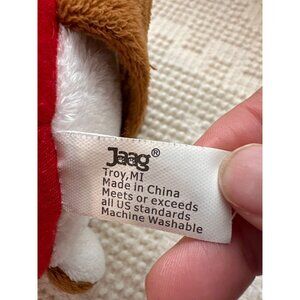 Jaag®
Troy,MI
Made in China
Meets or exceeds
all US standards
Machine Washable